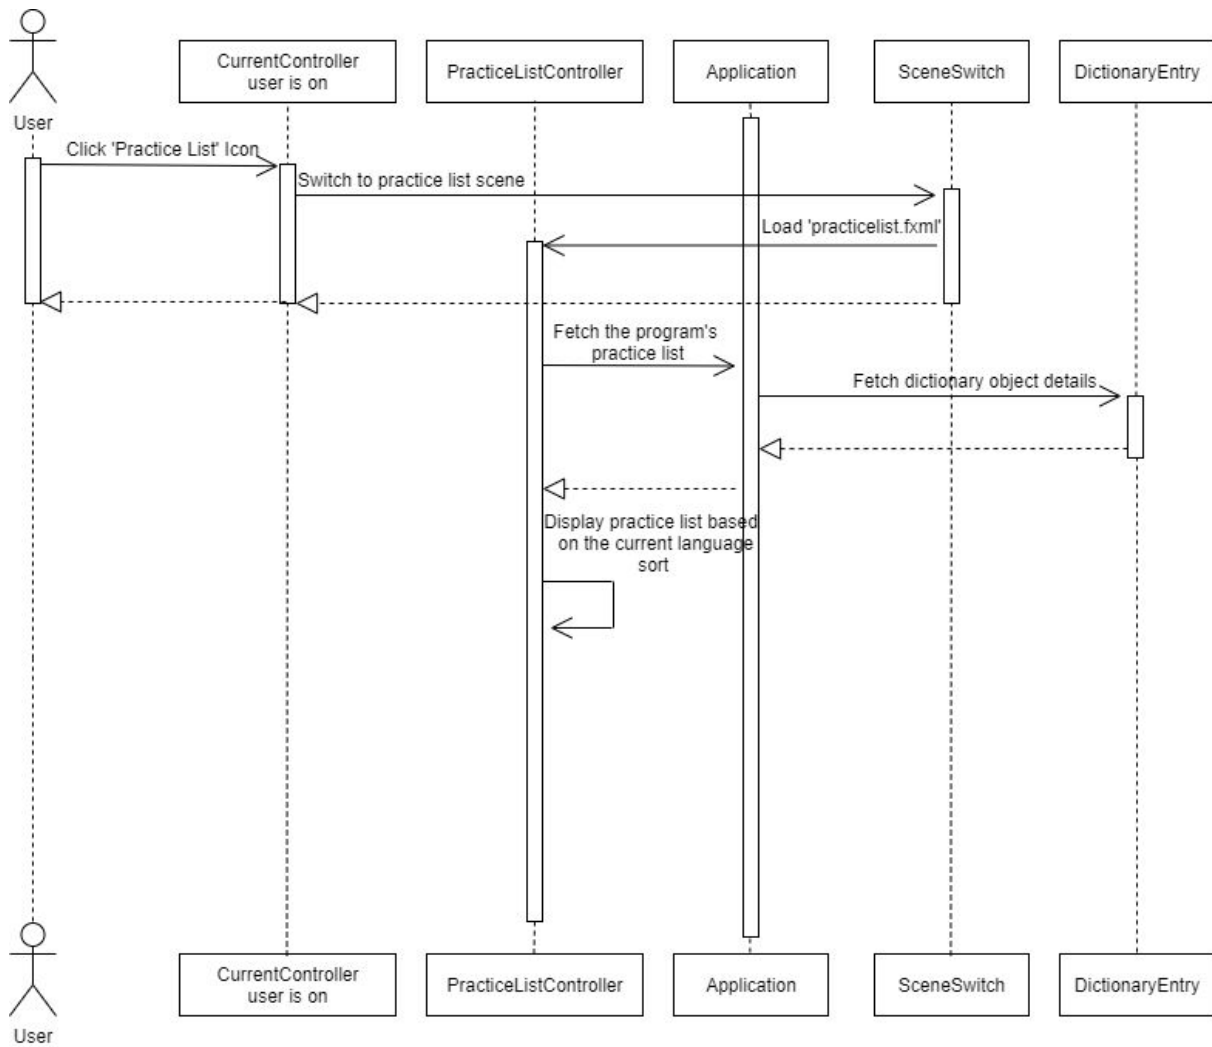 CurrentController
user is on
PracticeListController
Application
SceneSwitch
DictionaryEntry
User
Click 'Practice List' Icon
Switch to practice list scene
Load 'practicelist.fxml'
Fetch the program's
practice list
Fetch dictionary object details
Display practice list based
on the current language
sort
CurrentController
user is on
PracticeListController
Application
SceneSwitch
DictionaryEntry
User